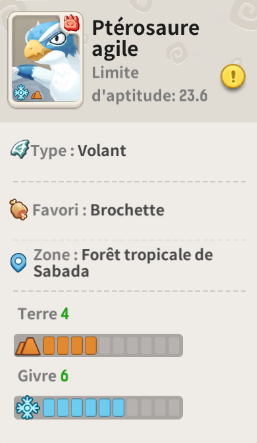 Ptérosaure
agile
Limite
d'aptitude: 23.6
Type : Volant
Favori : Brochette
Zone : Forêt tropicale de
Sabada
Terre 4
Givre 6